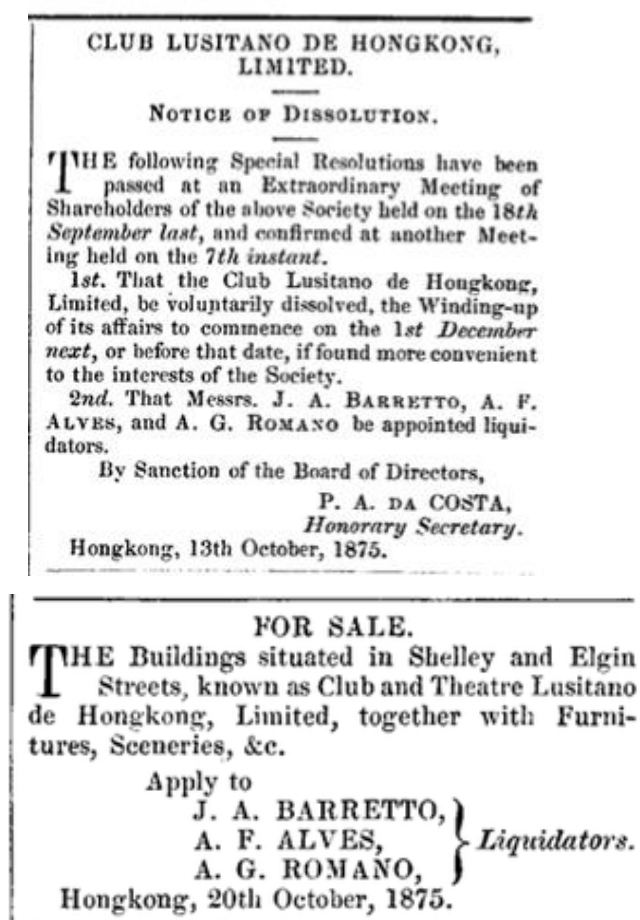 CLUB LUSITANO DE HONGKONG,
LIMITED.
NOTICE OF DISSOLUTION.
THE following Special Resolutions have been
passed at an Extraordinary Meeting of
Shareholders of the above Society held on the 18th
September last, and confirmed at another Meet-
ing held on the 7th instant.
1st. That the Club Lusitano de Hongkong,
Limited, be voluntarily dissolved, the Winding-up
of its affairs to commence on the 1st December
next, or before that date, if found more convenient
to the interests of the Society.
2nd. That Messrs. J. A. BARRETTO, A. F.
ALVES, and A. G. ROMANO be appointed liqui-
dators.
By Sanction of the Board of Directors,
P. A. DA COSTA,
Honorary Secretary.
Hongkong, 13th October, 1875.
FOR SALE.
THE Buildings situated in Shelley and Elgin
Streets, known as Club and Theatre Lusitano
de Hongkong, Limited, together with Furni-
tures, Sceneries, &c.
Apply to
J. A. BARRETTO,
A. F. ALVES,
A. G. ROMANO,
Liquidators.
Hongkong, 20th October, 1875.